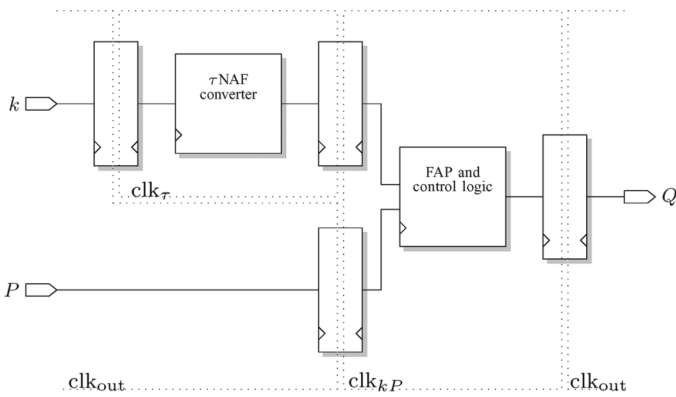 k
τNAF
converter
clk_τ
FAP and
control logic
Q
P
clk_out
clk_kP
clk_out